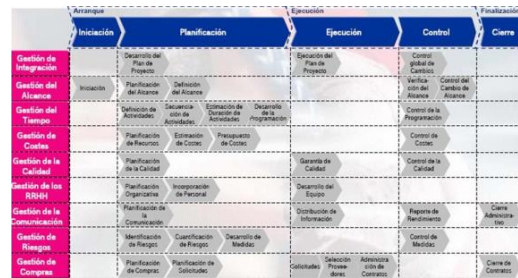 Arranque
Ejecución
Finalización
Iniciación
Planificación
Ejecución
Control
Cierre
Gestión de
Integración
Desarrollo del
Plan de
Proyecto
Ejecución del
Plan de
Proyecto
Control
global de
Cambios
Gestión del
Alcance
Iniciación
Planificación
del Alcance
Definición
del Alcance
Verifica-
ción del
Alcance
Control del
Cambio de
Alcance
Gestión del
Tiempo
Definición de
Actividades
Secuencia-
ción de
Actividades
Estimación de
Duración de
Actividades
Desarrollo
de la
Programación
Control de la
Programación
Gestión de
Costes
Planificación
de Recursos
Estimación
de Costes
Presupuesto
de Costes
Control de
Costes
Gestión de la
Calidad
Planificación
de la Calidad
Garantía de
Calidad
Control de la
Calidad
Gestión de los
RRHH
Planificación
Organizativa
Incorporación
de Personal
Desarrollo del
Equipo
Gestión de la
Comunicación
Planificación de
la
Comunicación
Distribución de
Información
Reporte de
Rendimiento
Cierre
Administra-
tivo
Gestión de
Riesgos
Identificación
de Riesgos
Cuantificación
de Riesgos
Desarrollo de
Medidas
Control de
Medidas
Gestión de
Compras
Planificación
de Compras
Planificación de
Solicitudes
Solicitudes
Selección
Provee-
dores
Administra-
ción de
Contratos
Cierre de
Contratos